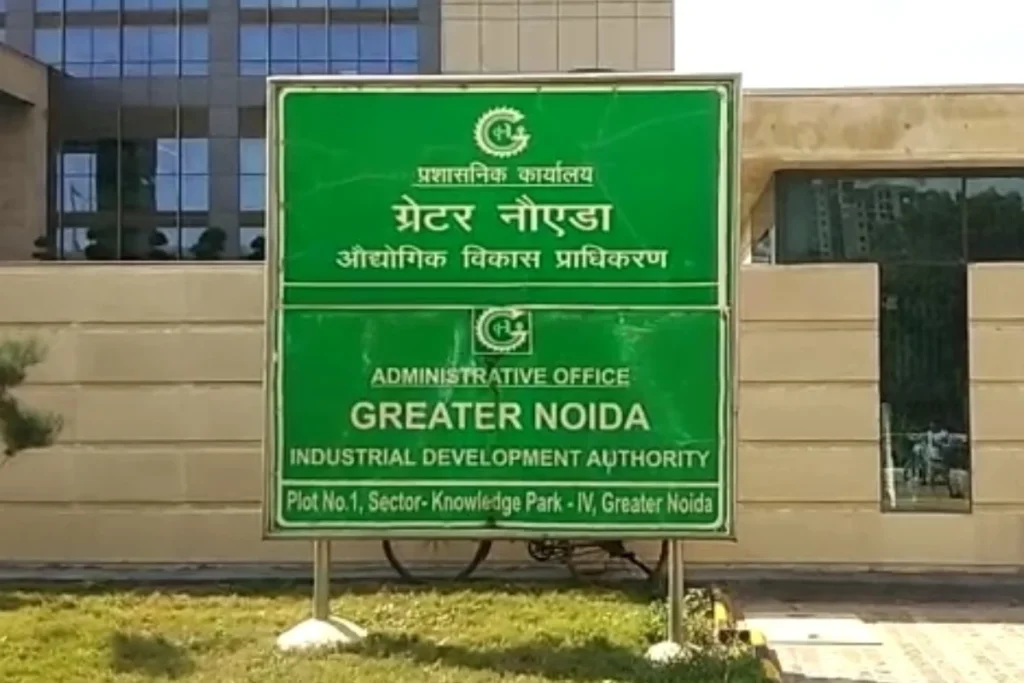 प्रशासनिक कार्यालय
ग्रेटर नौएडा
औद्योगिक विकास प्राधिकरण
ADMINISTRATIVE OFFICE
GREATER NOIDA
INDUSTRIAL DEVELOPMENT AUTHORITY
Plot No.1, Sector- Knowledge Park - IV, Greater Noida